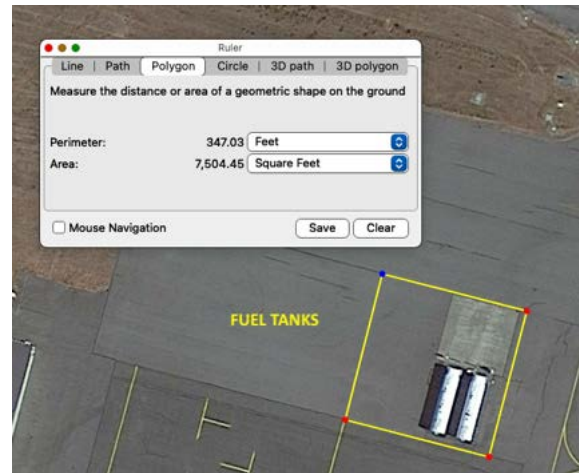 Ruler
Line | Path | Polygon | Circle | 3D path | 3D polygon
Measure the distance or area of a geometric shape on the ground
Perimeter: 347.03 Feet
Area: 7,504.45 Square Feet
Mouse Navigation Save Clear
FUEL TANKS